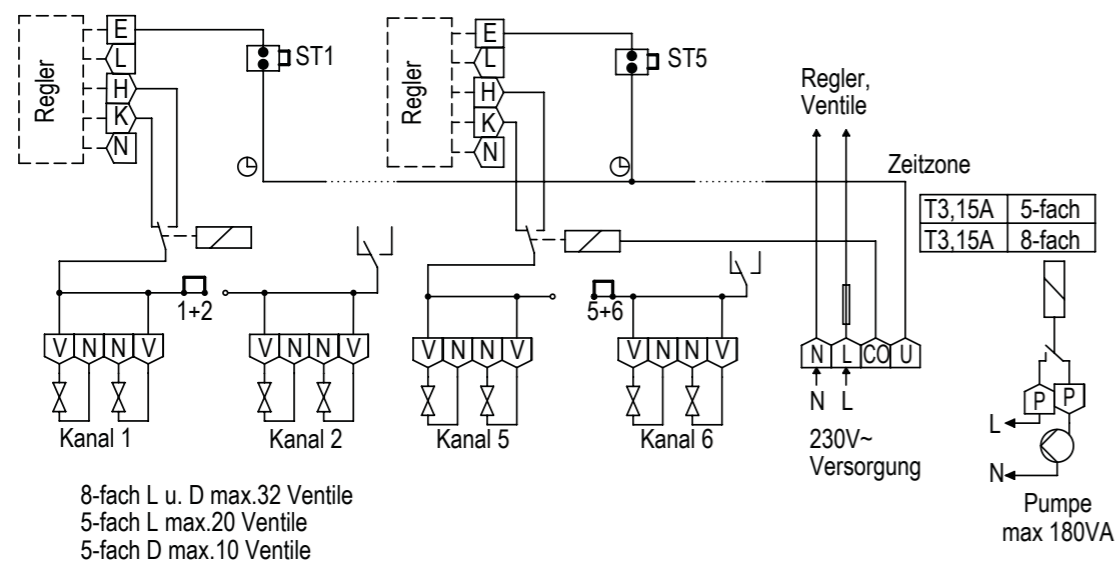 Regler
E
L
H
K
N
ST1
Regler
E
L
H
K
N
ST5
Regler,
Ventile
Zeitzone
T3,15A 5-fach
T3,15A 8-fach
1+2
5+6
V N N V
V N N V
V N N V
V N N V
Kanal 1
Kanal 2
Kanal 5
Kanal 6
N L CO U
N L
230V~
Versorgung
P P
L
N
Pumpe
max 180VA
8-fach L u. D max.32 Ventile
5-fach L max.20 Ventile
5-fach D max.10 Ventile